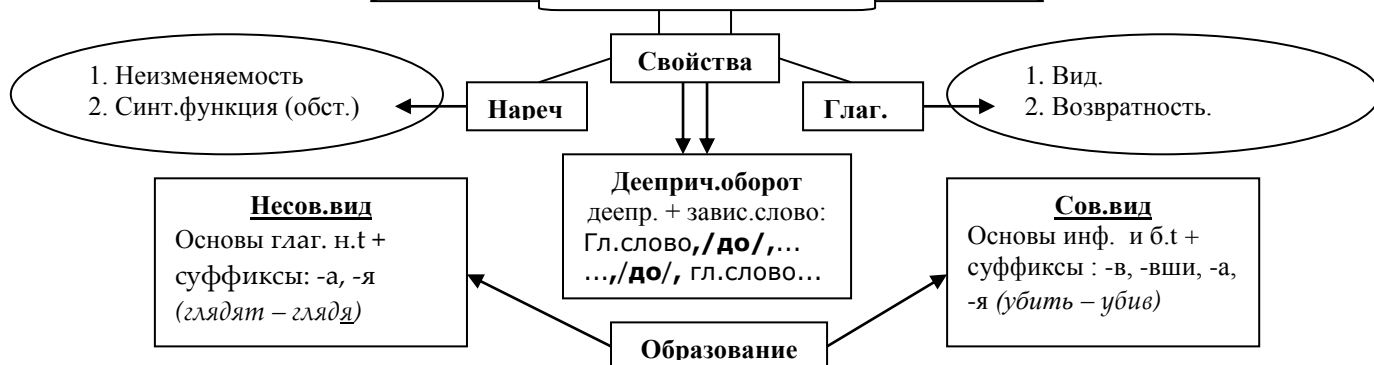 Свойства
1. Неизменяемость
2. Синт.функция (обст.)
Нареч
Глаг.
1. Вид.
2. Возвратность.
Дееприч.оборот
деепр. + завис.слово:
Гл.слово,/до/,...
...,/до/, гл.слово...
Несов.вид
Основы глаг. н.t +
суффиксы: -а, -я
(глядят – глядя)
Сов.вид
Основы инф. и б.t +
суффиксы : -в, -вши, -а,
-я (убить – убив)
Образование